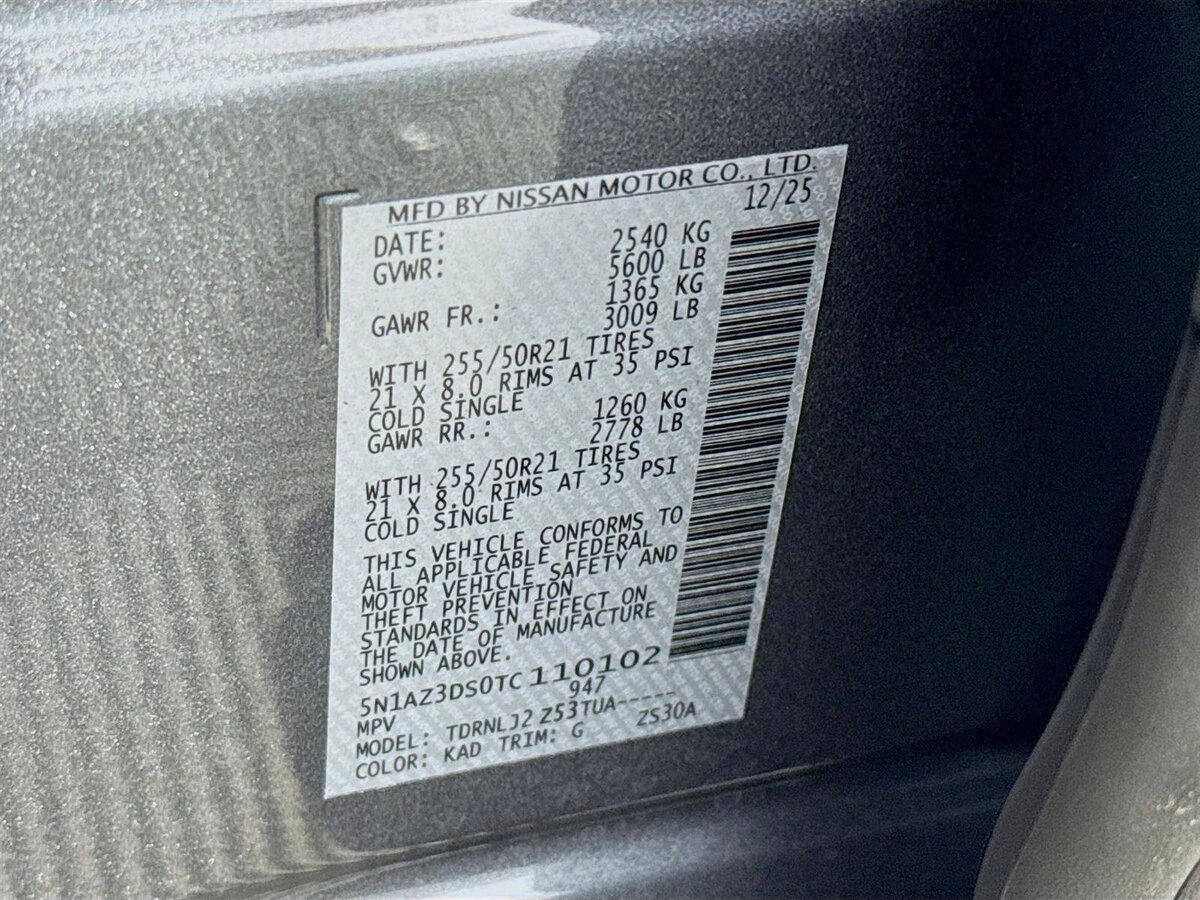 MFD BY NISSAN MOTOR CO., LTD.
DATE: 12/25
GVWR: 2540 KG
5600 LB
GAWR FR.: 1365 KG
3009 LB
WITH 255/50R21 TIRES
21 X 8.0 RIMS AT 35 PSI
COLD SINGLE
GAWR RR.: 1260 KG
2778 LB
WITH 255/50R21 TIRES
21 X 8.0 RIMS AT 35 PSI
COLD SINGLE
THIS VEHICLE CONFORMS TO
ALL APPLICABLE FEDERAL
MOTOR VEHICLE SAFETY AND
THEFT PREVENTION
STANDARDS IN EFFECT ON
THE DATE OF MANUFACTURE
SHOWN ABOVE.
5N1AZ3DS0TC110102
MPV 947
MODEL: TDRNLJ2 Z53TUA-----
COLOR: KAD TRIM: G ZS30A